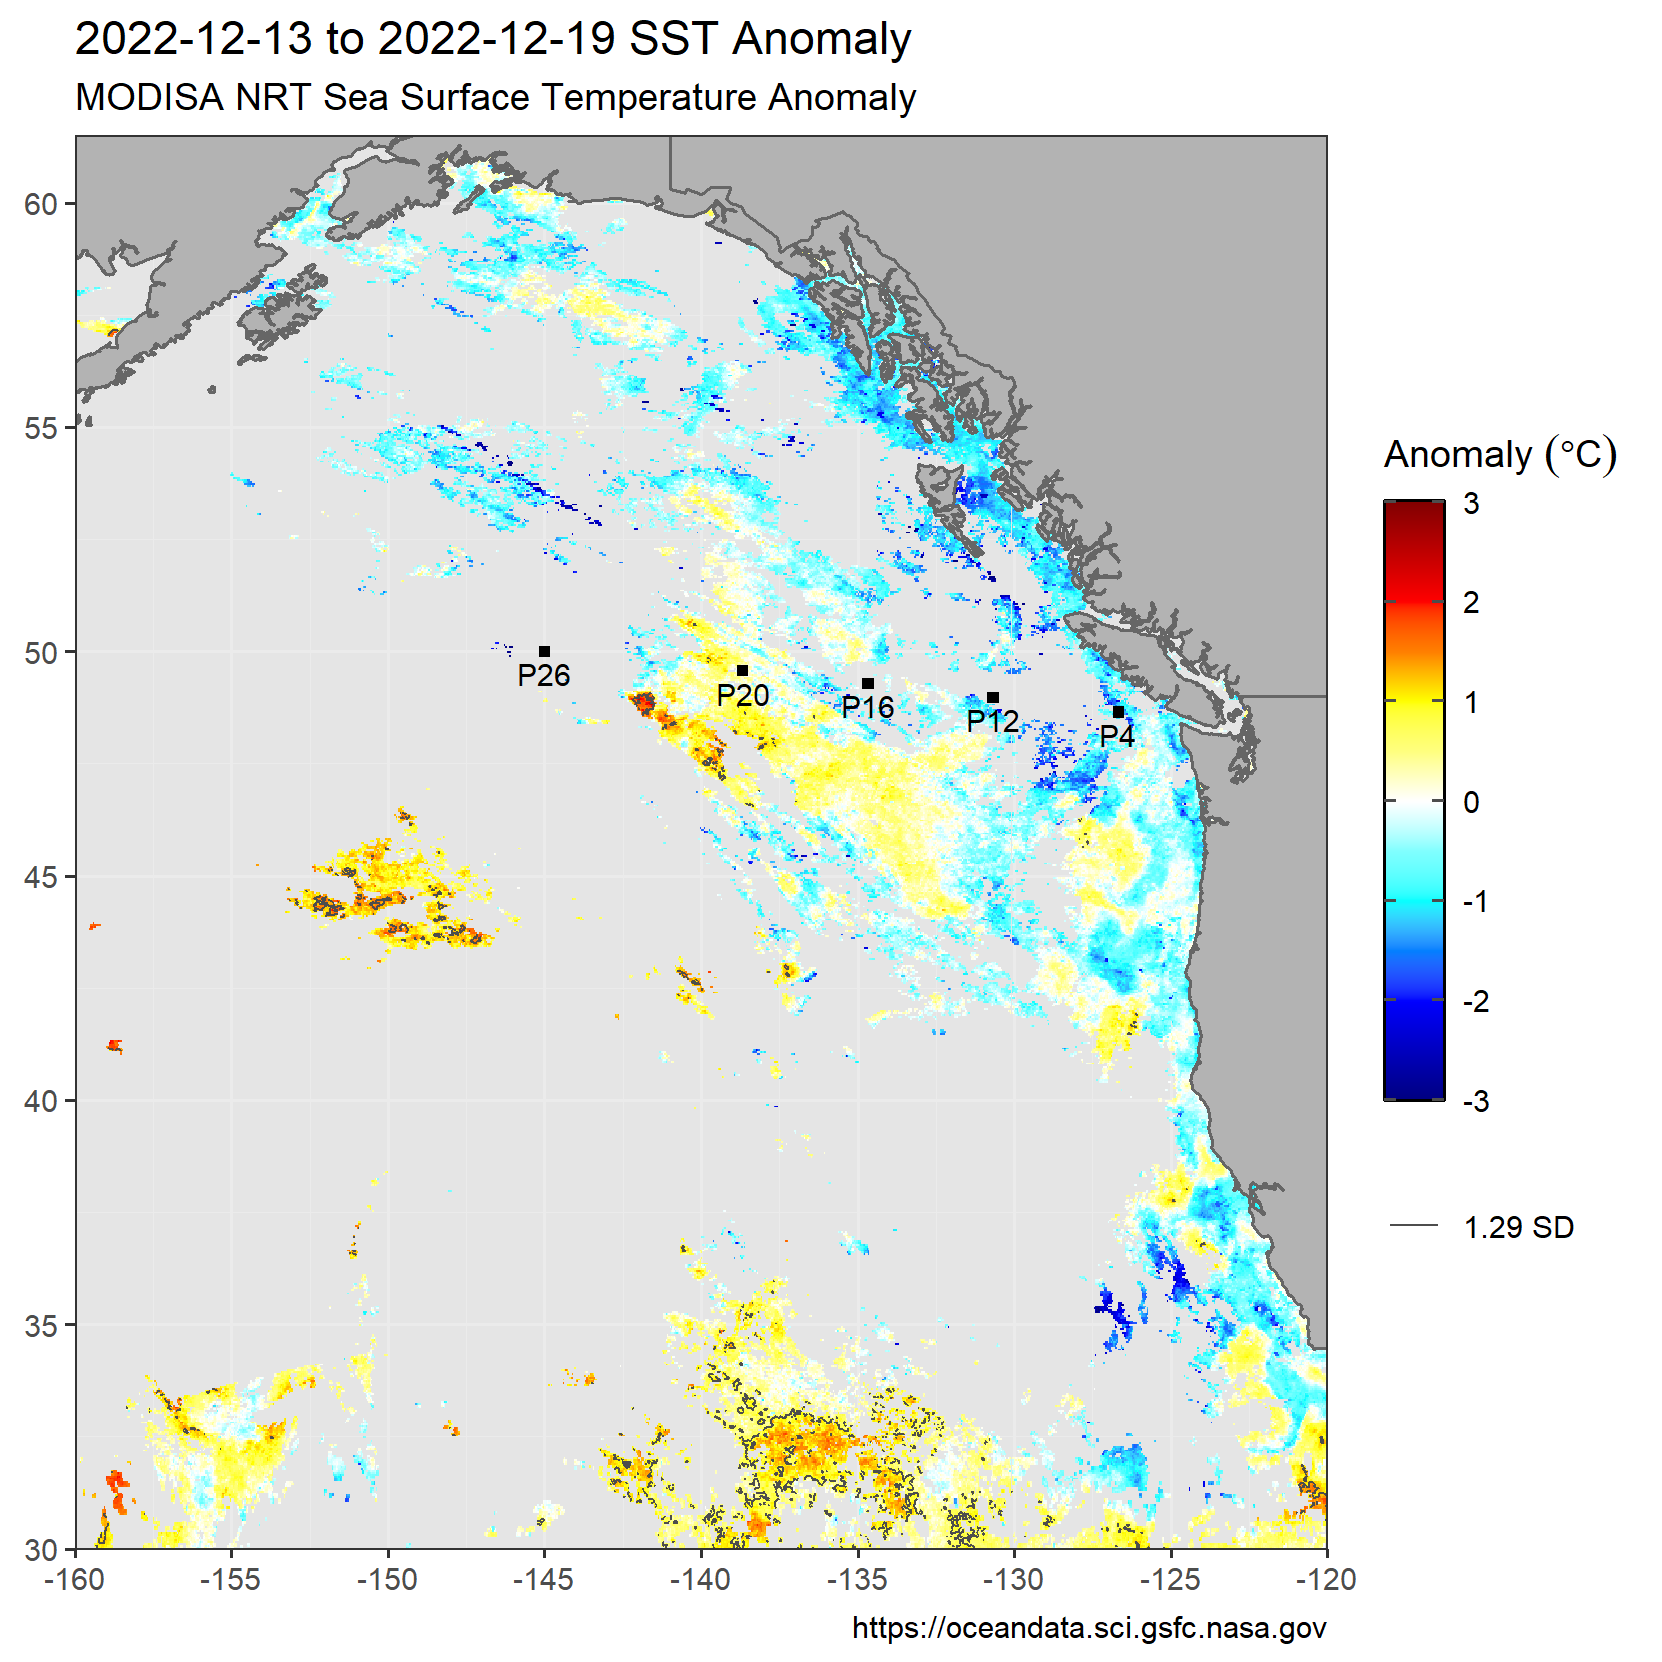 2022-12-13 to 2022-12-19 SST Anomaly
MODISA NRT Sea Surface Temperature Anomaly
60
55
50
45
40
35
30
-160
-155
-150
-145
-140
-135
-130
-125
-120
P26
P20
P16
P12
P4
Anomaly (°C)
3
2
1
0
-1
-2
-3
1.29 SD
https://oceandata.sci.gsfc.nasa.gov